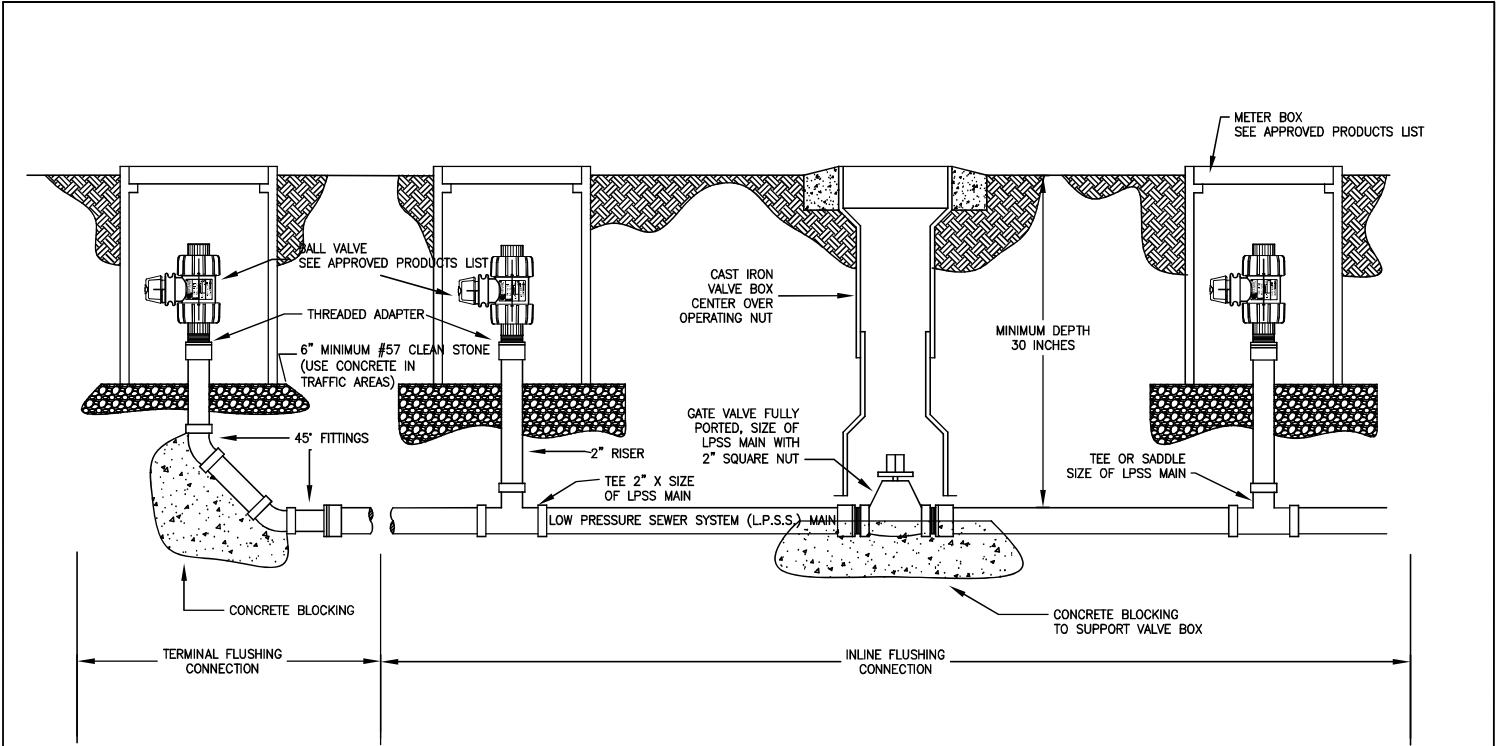 METER BOX
SEE APPROVED PRODUCTS LIST
BALL VALVE
SEE APPROVED PRODUCTS LIST
CAST IRON
VALVE BOX
CENTER OVER
OPERATING NUT
THREADED ADAPTER
MINIMUM DEPTH
30 INCHES
6" MINIMUM #57 CLEAN STONE
(USE CONCRETE IN
TRAFFIC AREAS)
GATE VALVE FULLY
PORTED, SIZE OF
LPSS MAIN WITH
2" SQUARE NUT
45° FITTINGS
2" RISER
TEE OR SADDLE
SIZE OF LPSS MAIN
TEE 2" X SIZE
OF LPSS MAIN
LOW PRESSURE SEWER SYSTEM (L.P.S.S.) MAIN
CONCRETE BLOCKING
CONCRETE BLOCKING
TO SUPPORT VALVE BOX
TERMINAL FLUSHING
CONNECTION
INLINE FLUSHING
CONNECTION